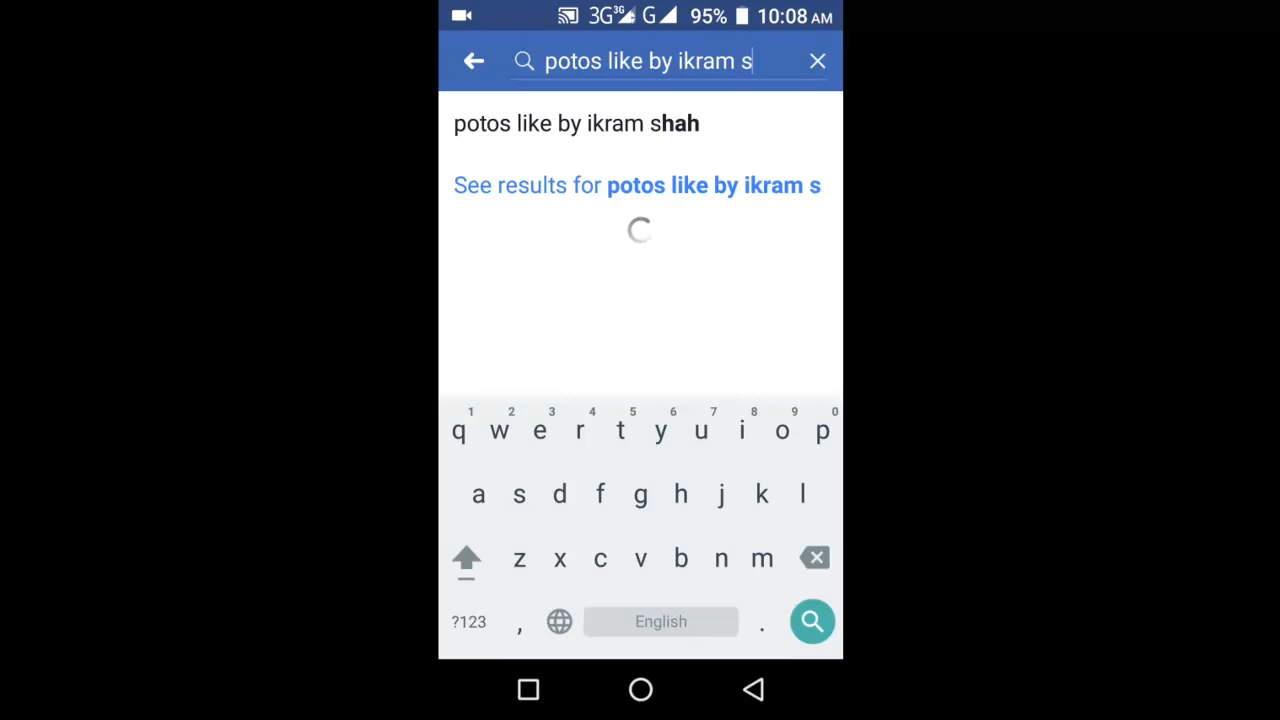 3G 3G G 95% 10:08 AM
potos like by ikram s
potos like by ikram shah
See results for potos like by ikram s
1 2 3 4 5 6 7 8 9 0
q w e r t y u i o p
a s d f g h j k l
z x c v b n m
?123 , English .